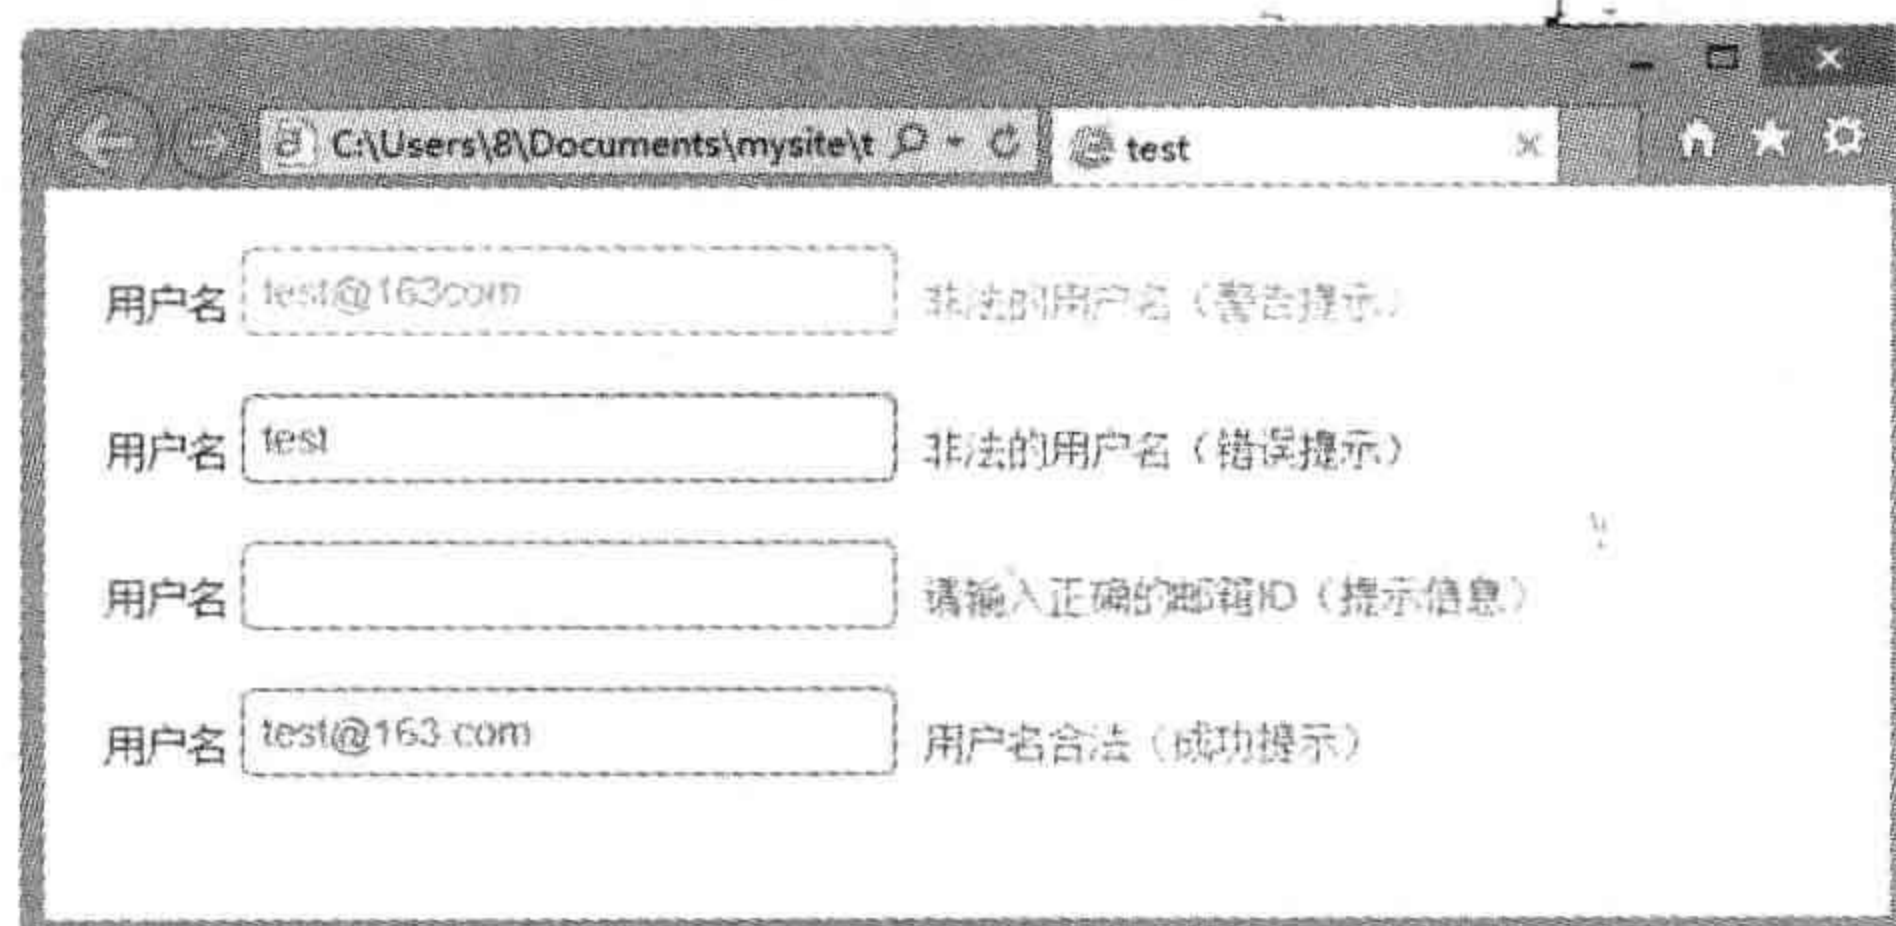 C:\Users\8\Documents\mysite\t test
用户名 test@163com 非法的用户名（警告提示）
用户名 test 非法的用户名（错误提示）
用户名 请输入正确的邮箱ID（提示信息）
用户名 test@163.com 用户名合法（成功提示）